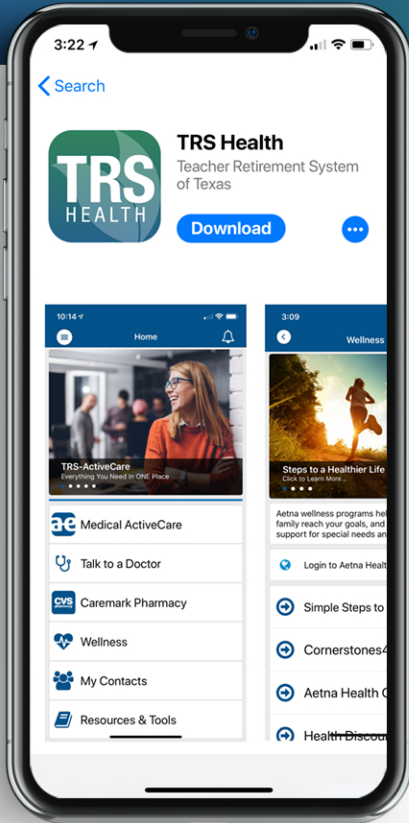 3:22
Search
TRS
HEALTH
TRS Health
Teacher Retirement System
of Texas
Download
10:14
Home
TRS-ActiveCare
Everything You Need In ONE Place
ae Medical ActiveCare
Talk to a Doctor
CVS pharmacy Caremark Pharmacy
Wellness
My Contacts
Resources & Tools
3:09
Wellness
Steps to a Healthier Life
Click to Learn More...
Aetna wellness programs hel
family reach your goals, and
support for special needs an
Login to Aetna Healt
Simple Steps to
Cornerstones4
Aetna Health
Health Discou